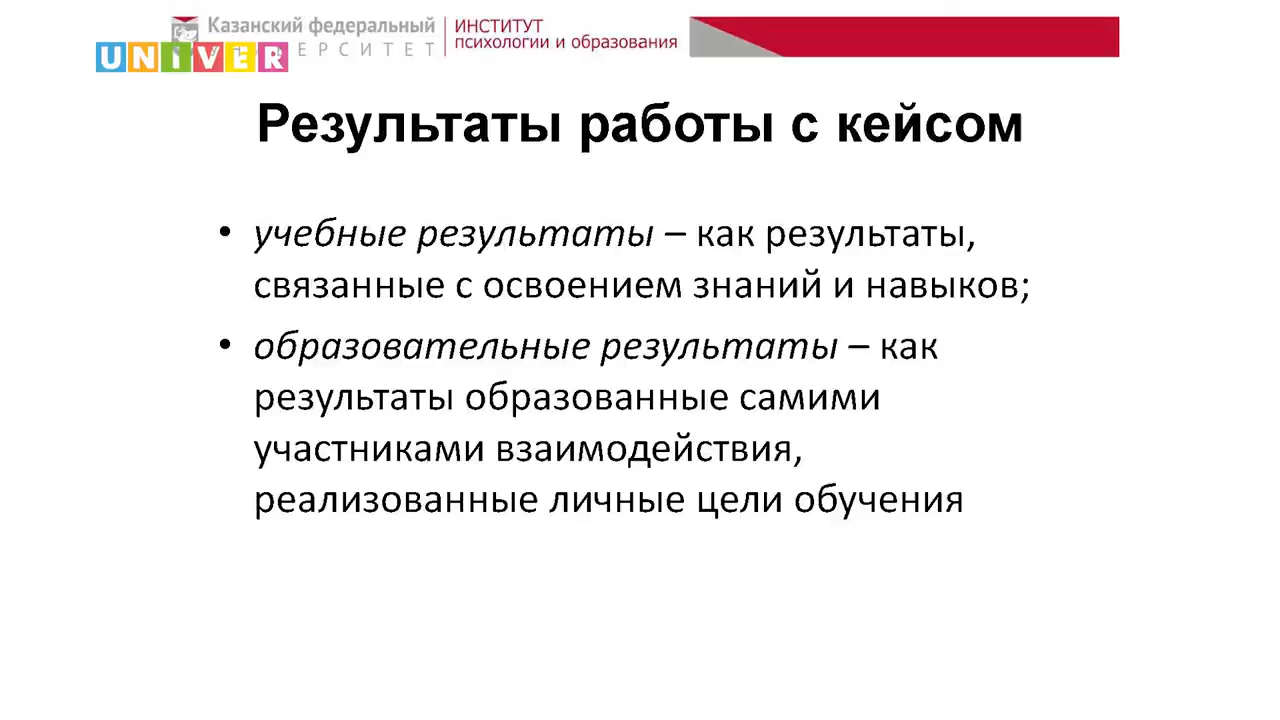 Казанский федеральный
ИНСТИТУТ
психологии и образования
UNIVER
Результаты работы с кейсом
• учебные результаты – как результаты,
связанные с освоением знаний и навыков;
• образовательные результаты – как
результаты образованные самими
участниками взаимодействия,
реализованные личные цели обучения